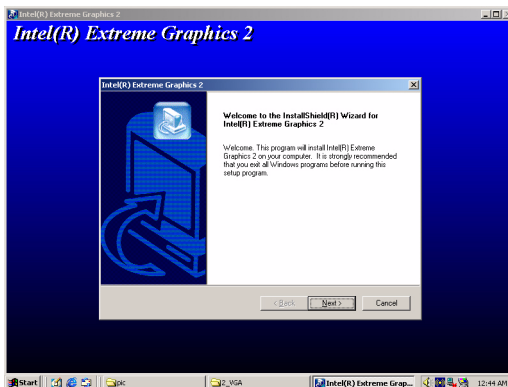 Intel(R) Extreme Graphics 2
Intel(R) Extreme Graphics 2
Intel(R) Extreme Graphics 2
Welcome to the InstallShield(R) Wizard for
Intel(R) Extreme Graphics 2
Welcome. This program will install Intel(R) Extreme
Graphics 2 on your computer. It is strongly recommended
that you exit all Windows programs before running this
setup program.
< Back
Next >
Cancel
Start
pic
2_VGA
Intel(R) Extreme Grap...
12:44 AM